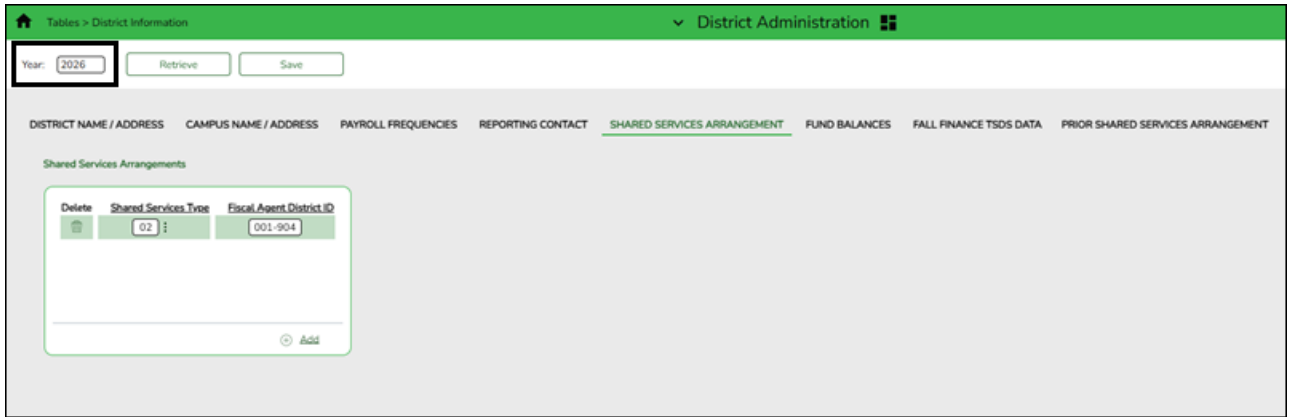 Tables > District Information
District Administration
Year: 2026 Retrieve Save
DISTRICT NAME / ADDRESS CAMPUS NAME / ADDRESS PAYROLL FREQUENCIES REPORTING CONTACT SHARED SERVICES ARRANGEMENT FUND BALANCES FALL FINANCE TSDS DATA PRIOR SHARED SERVICES ARRANGEMENT
Shared Services Arrangements
Delete Shared Services Type Fiscal Agent District ID
02 001-904
Add